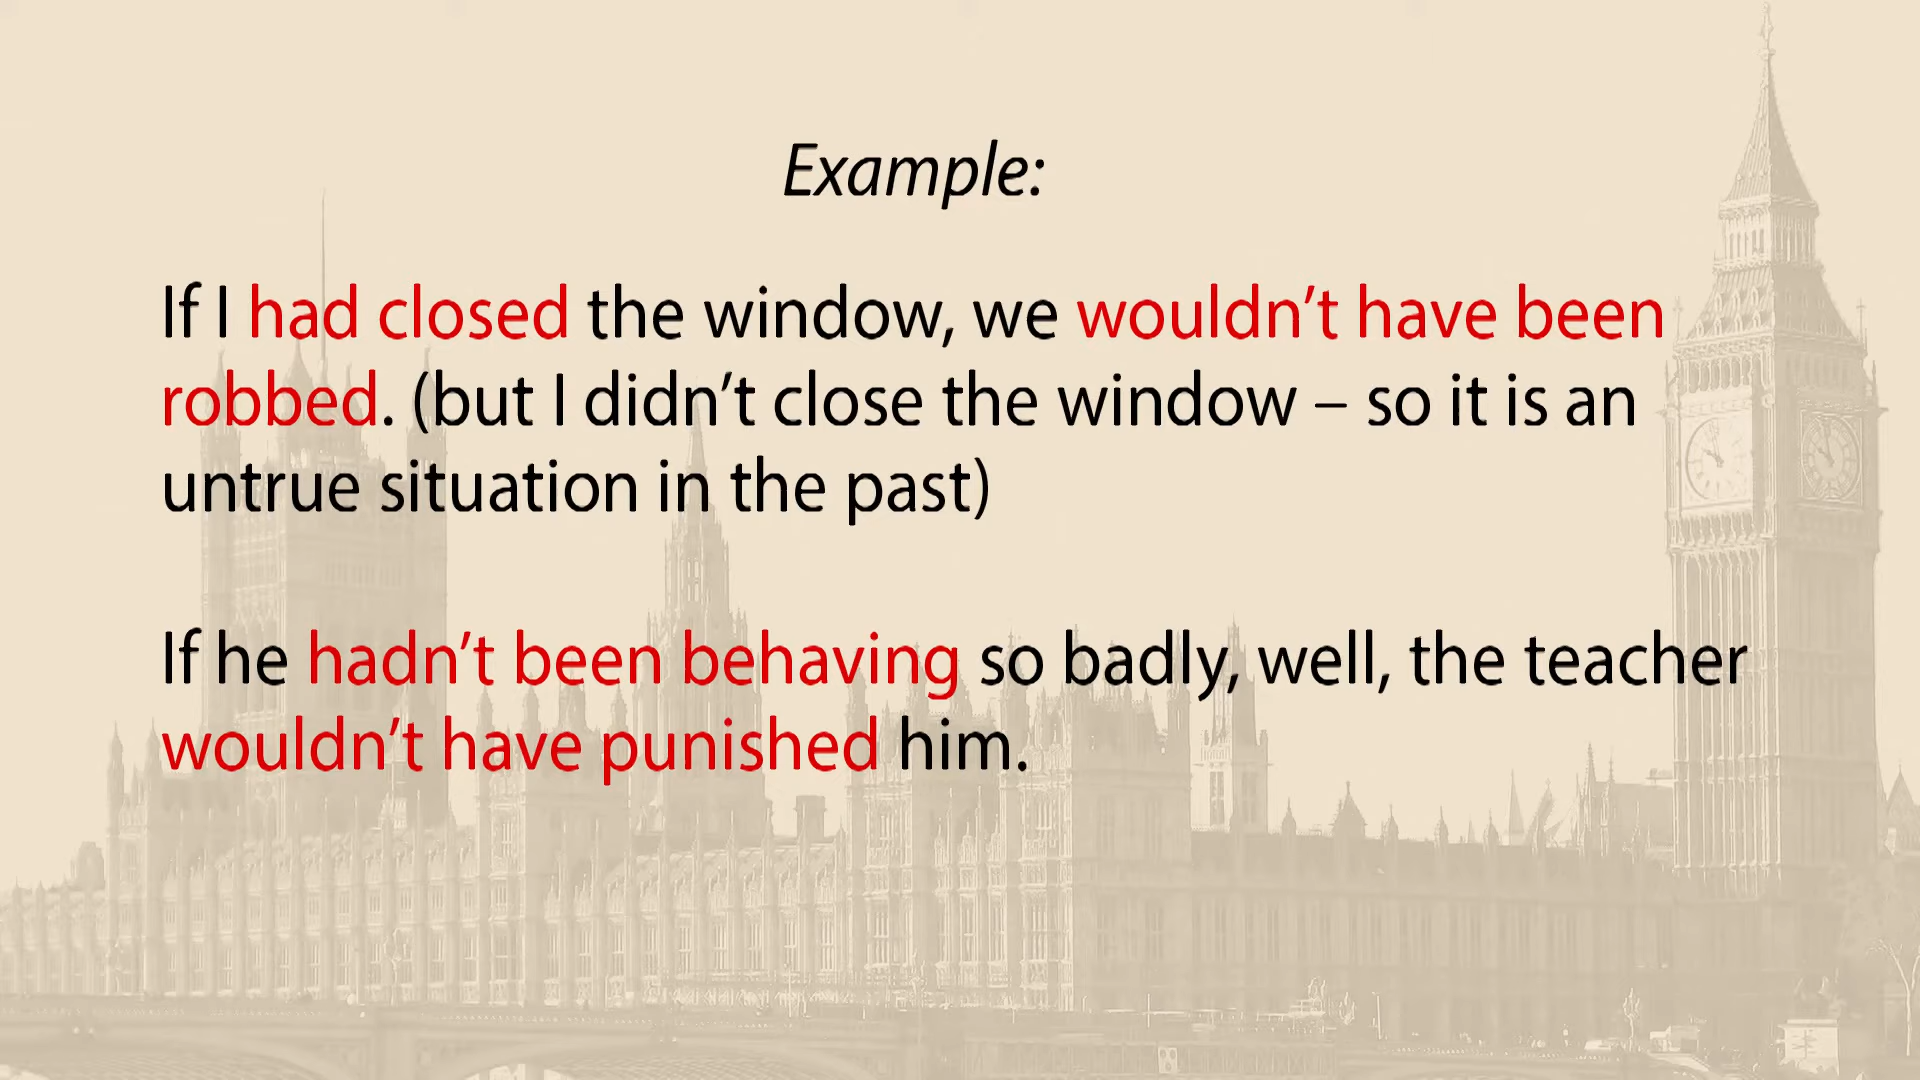 Example:
If I had closed the window, we wouldn’t have been
robbed. (but I didn’t close the window – so it is an
untrue situation in the past)
If he hadn’t been behaving so badly, well, the teacher
wouldn’t have punished him.